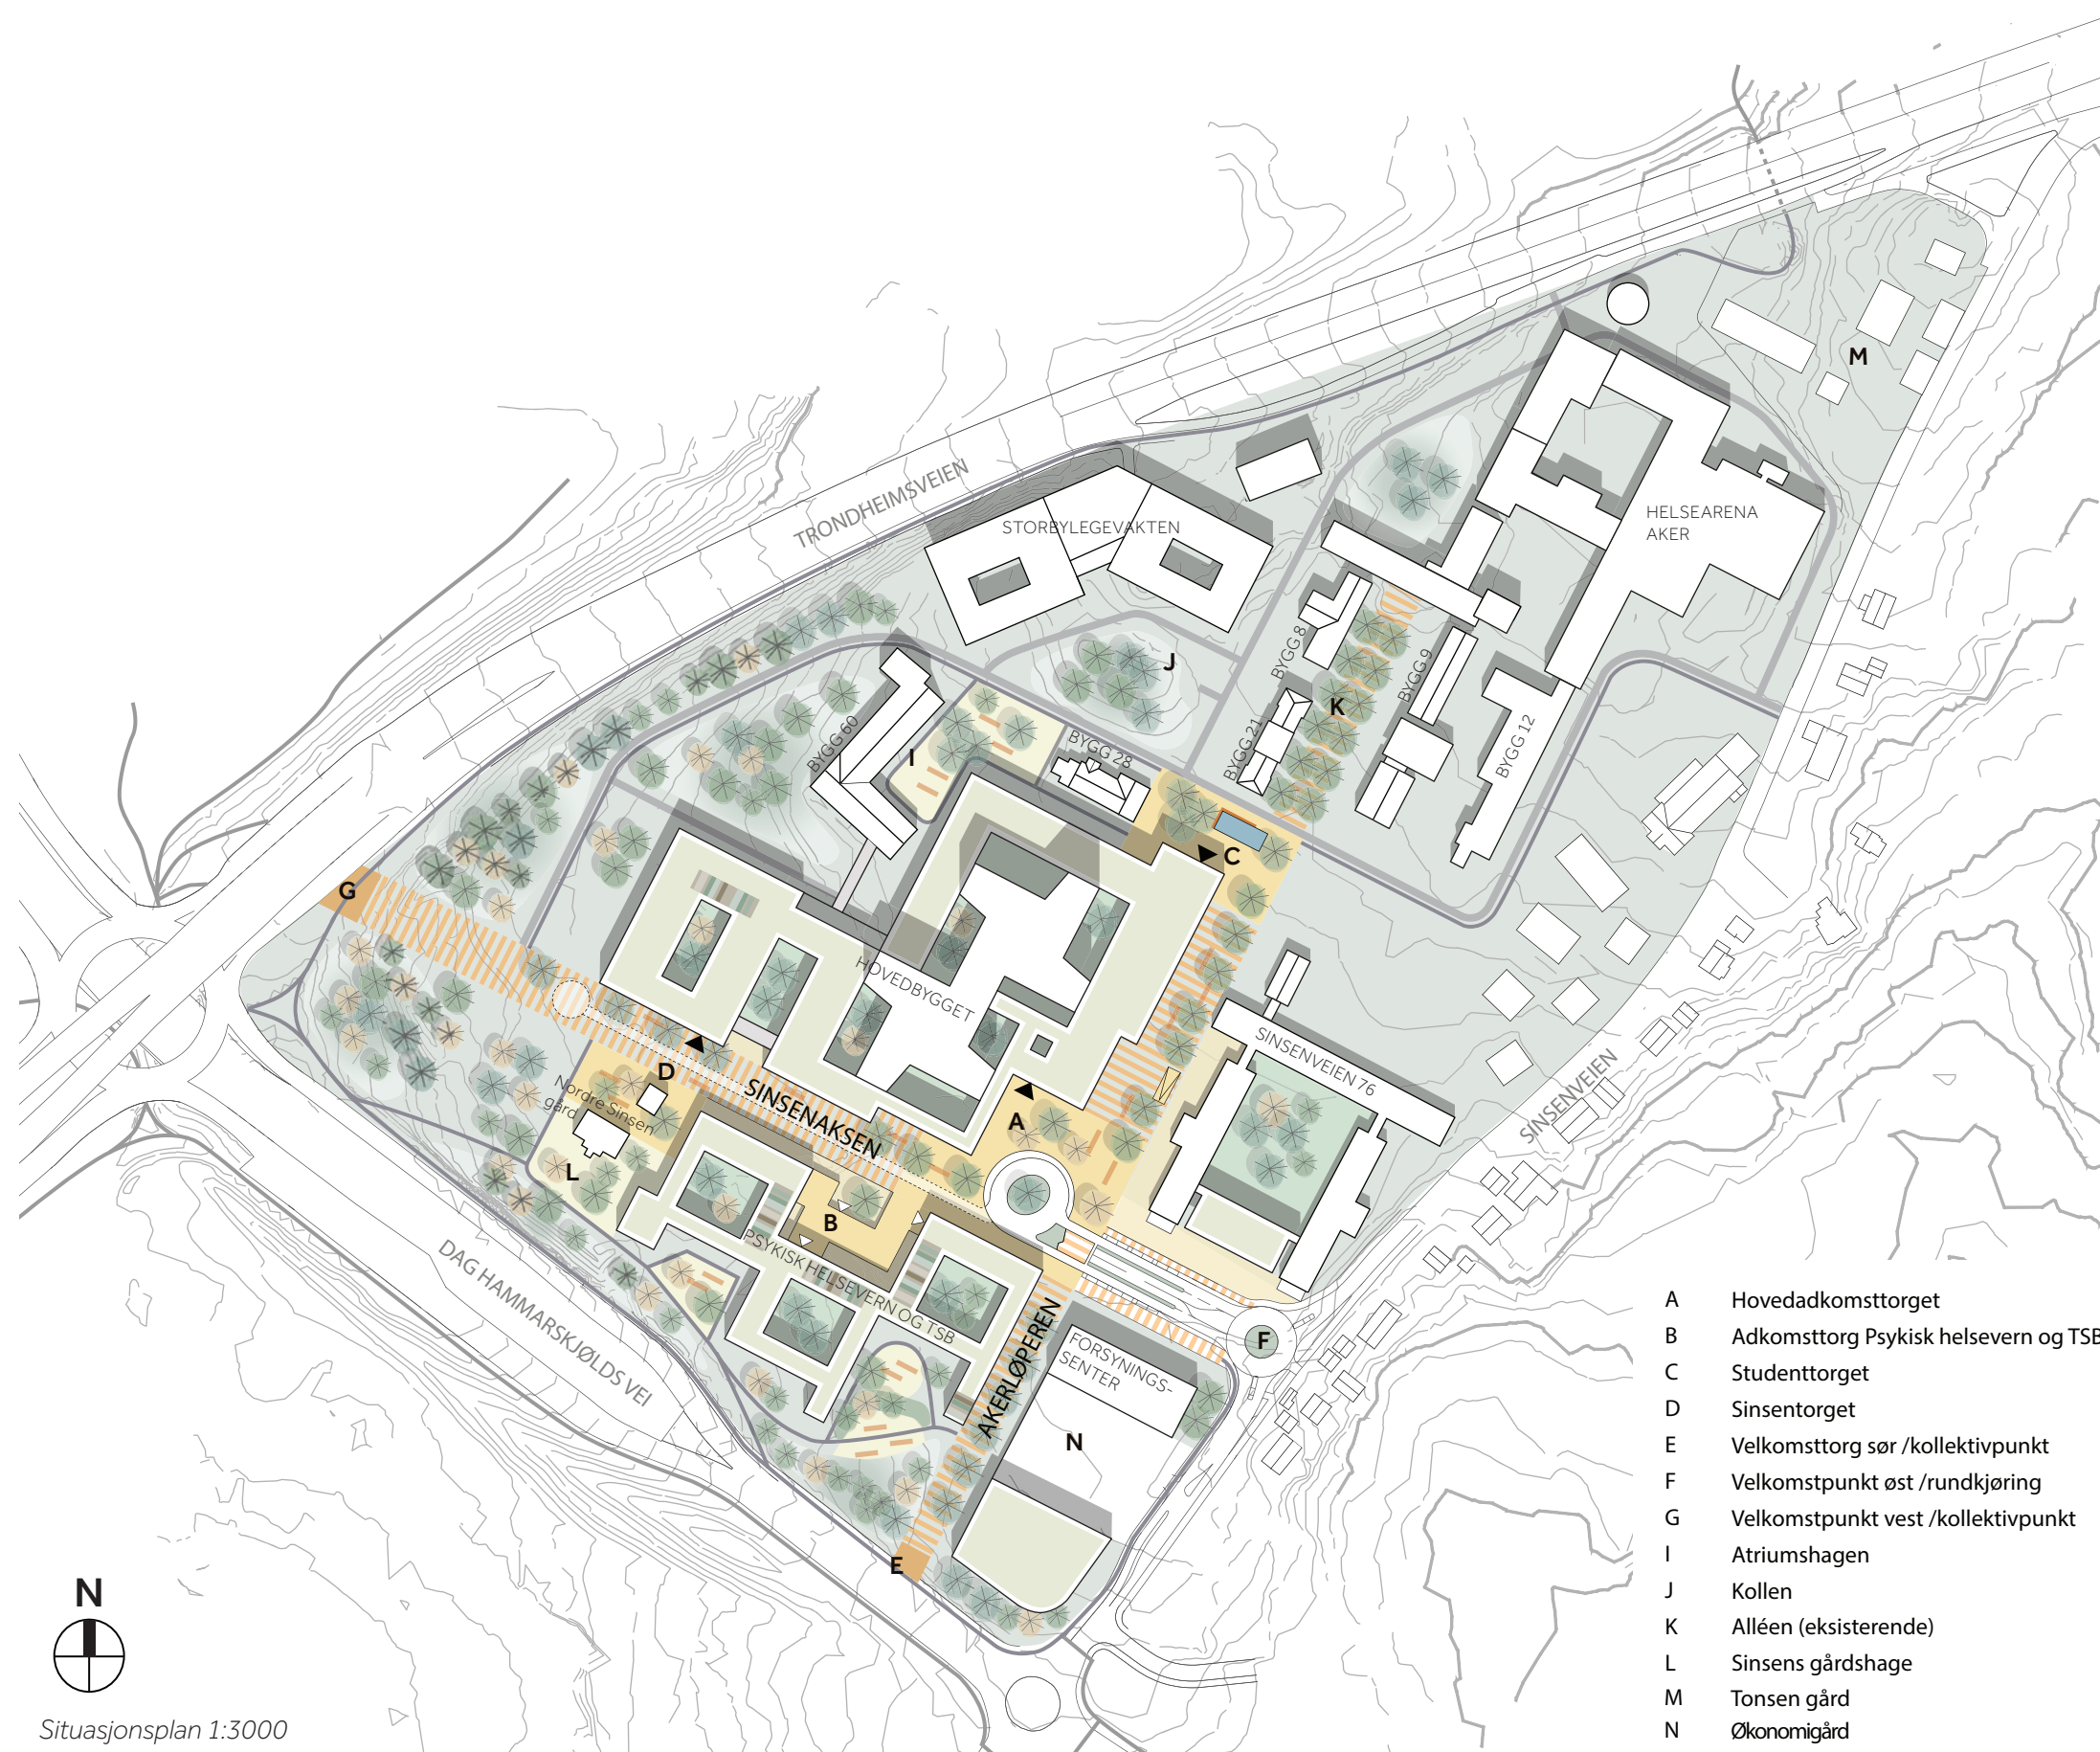 M
HELSEARENA
AKER
TRONDHEIMSVEIEN
STORBYLEGEVAKTEN
J
BYGG 8
BYGG 9
K
BYGG 60
I
BYGG 28
BYGG 21
BYGG 12
C
G
HOVEDBYGGET
SINSENVEIEN 76
SINSENVEIEN
D
Nordre Sinsen
gård
SINSENAKSEN
A
L
B
PSYKISK HELSEVERN OG TSB
DAG HAMMARSKJØLDS VEI
AKERLØPEREN
FORSYNINGS-
SENTER
F
N
E
A Hovedadkomsttorget
B Adkomsttorg Psykisk helsevern og TSB
C Studenttorget
D Sinsentorget
E Velkomsttorg sør /kollektivpunkt
F Velkomstpunkt øst /rundkjøring
G Velkomstpunkt vest /kollektivpunkt
I Atriumshagen
J Kollen
K Alléen (eksisterende)
L Sinsens gårdshage
M Tonsen gård
N Økonomigård
N
Situasjonsplan 1:3000